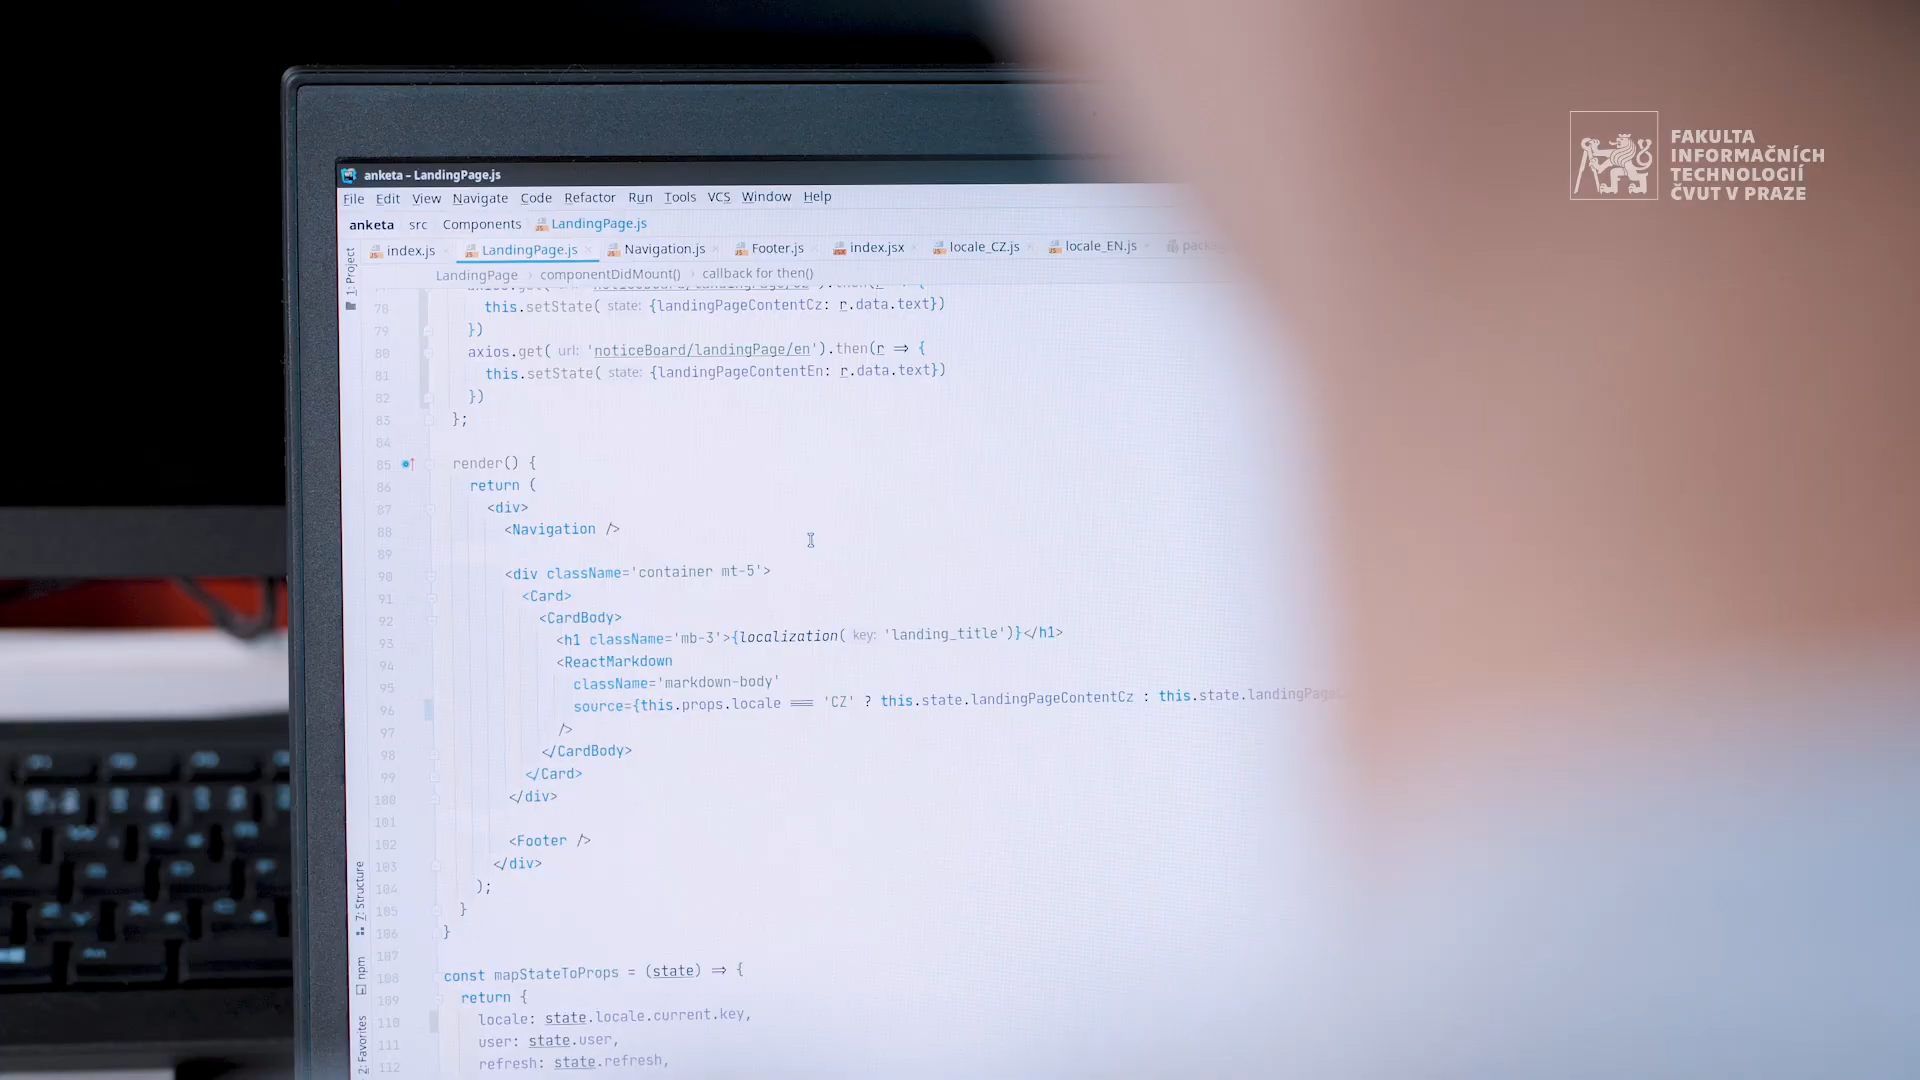 FAKULTA
INFORMAČNÍCH
TECHNOLOGIÍ
ČVUT V PRAZE
anketa – LandingPage.js
File Edit View Navigate Code Refactor Run Tools VCS Window Help
anketa src Components LandingPage.js
1: Project
index.js LandingPage.js Navigation.js Footer.js index.jsx locale_CZ.js locale_EN.js
LandingPage › componentDidMount() › callback for then()
78 this.setState( state: {landingPageContentCz: r.data.text})
79 })
80 axios.get( url: 'noticeBoard/landingPage/en').then(r => {
81 this.setState( state: {landingPageContentEn: r.data.text})
82 })
83 };
84
85 render() {
86 return (
87 <div>
88 <Navigation />
89
90 <div className='container mt-5'>
91 <Card>
92 <CardBody>
93 <h1 className='mb-3'>{localization( key: 'landing_title')}</h1>
94 <ReactMarkdown
95 className='markdown-body'
96 source={this.props.locale === 'CZ' ? this.state.landingPageContentCz : this.state.landingPage
97 />
98 </CardBody>
99 </Card>
100 </div>
101
102 <Footer />
103 </div>
104 );
105 }
106 }
107
108 const mapStateToProps = (state) => {
109 return {
110 locale: state.locale.current.key,
111 user: state.user,
112 refresh: state.refresh,
7: Structure
npm
2: Favorites